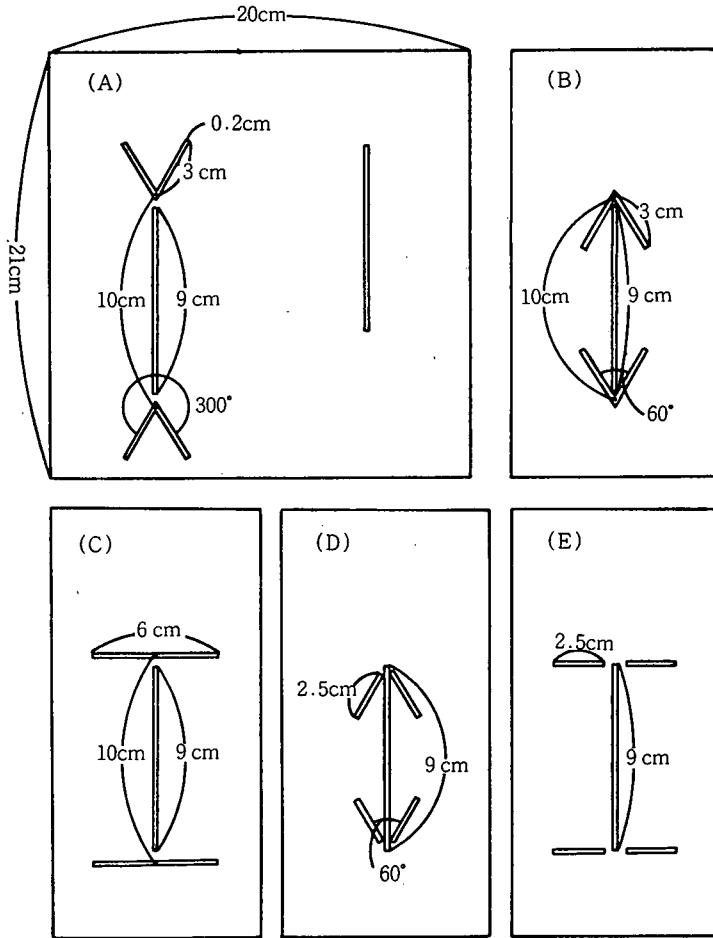 20cm
(A)
0.2cm
3 cm
21cm
10cm
9 cm
300°
(B)
3 cm
10cm
9 cm
60°
(C)
6 cm
10cm
9 cm
(D)
2.5cm
9 cm
60°
(E)
2.5cm
9 cm